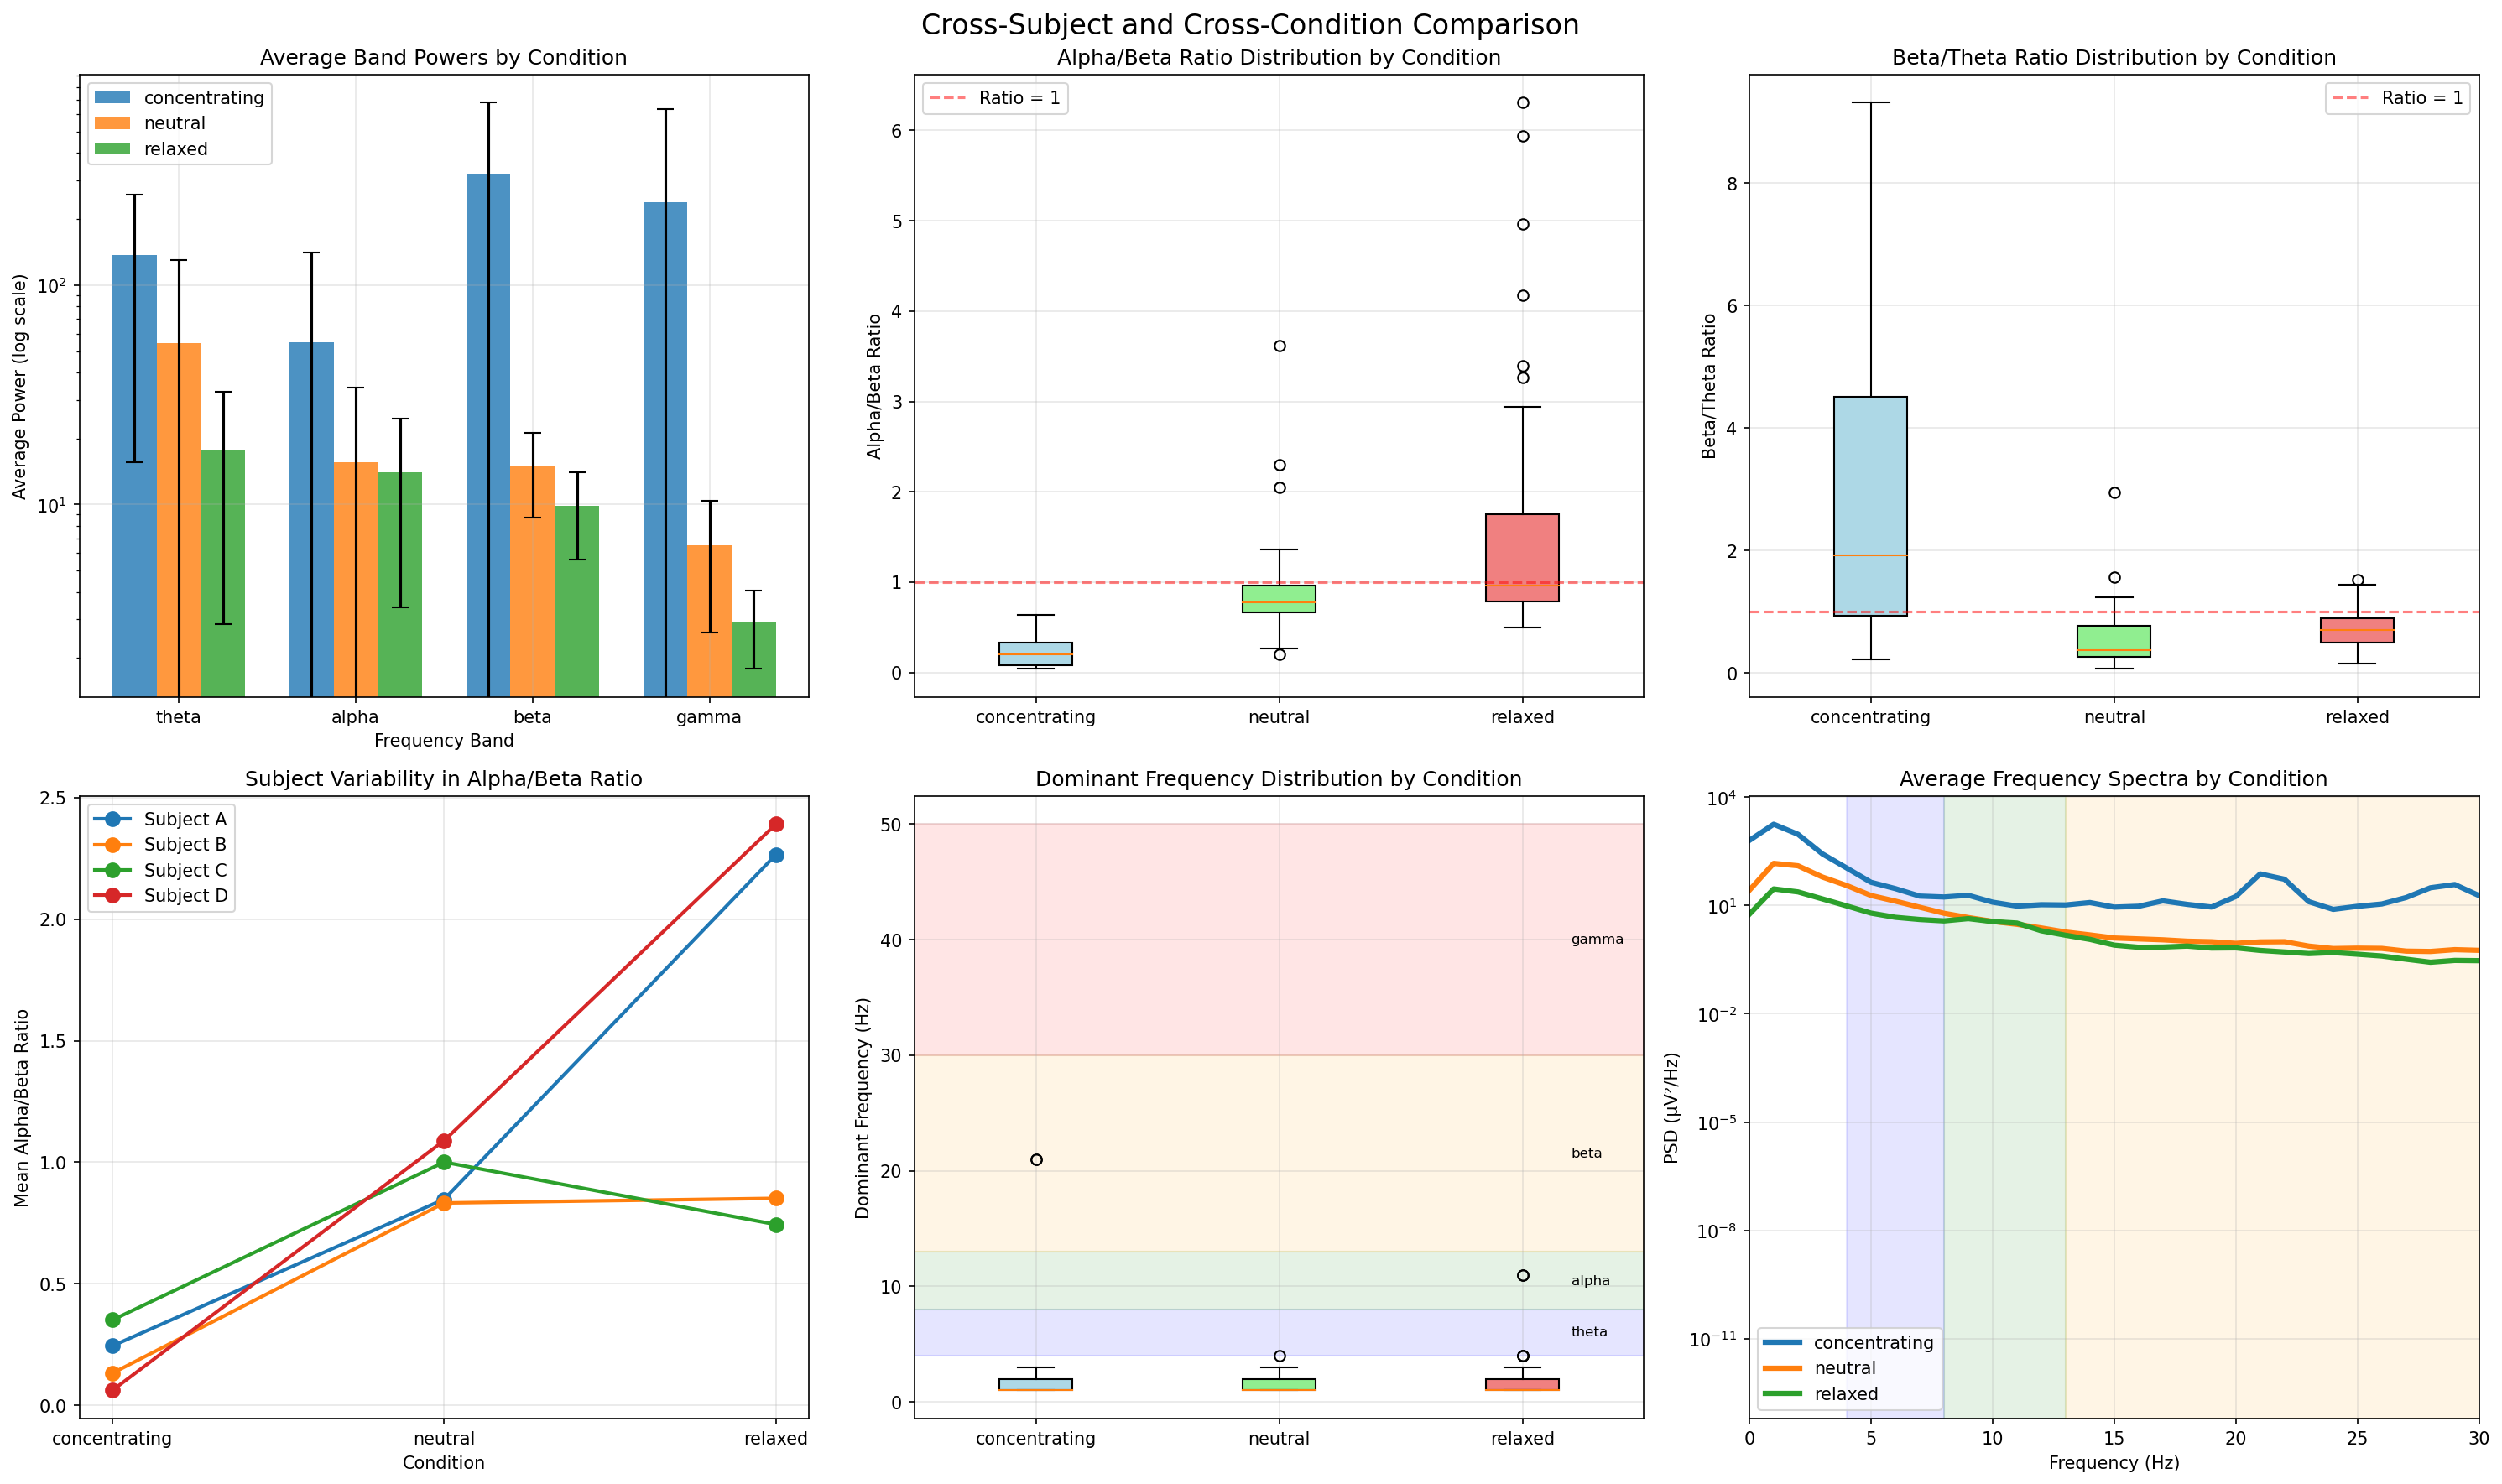 Cross-Subject and Cross-Condition Comparison
Average Band Powers by Condition
concentrating
neutral
relaxed
10²
10¹
Average Power (log scale)
theta
alpha
beta
gamma
Frequency Band
Alpha/Beta Ratio Distribution by Condition
Ratio = 1
6
5
4
3
2
1
0
Alpha/Beta Ratio
concentrating
neutral
relaxed
Beta/Theta Ratio Distribution by Condition
Ratio = 1
8
6
4
2
0
Beta/Theta Ratio
concentrating
neutral
relaxed
Subject Variability in Alpha/Beta Ratio
Subject A
Subject B
Subject C
Subject D
2.5
2.0
1.5
1.0
0.5
0.0
Mean Alpha/Beta Ratio
concentrating
neutral
relaxed
Condition
Dominant Frequency Distribution by Condition
50
40
30
20
10
0
Dominant Frequency (Hz)
gamma
beta
alpha
theta
concentrating
neutral
relaxed
Average Frequency Spectra by Condition
10⁴
10¹
10⁻²
10⁻⁵
10⁻⁸
10⁻¹¹
PSD (μV²/Hz)
concentrating
neutral
relaxed
0
5
10
15
20
25
30
Frequency (Hz)